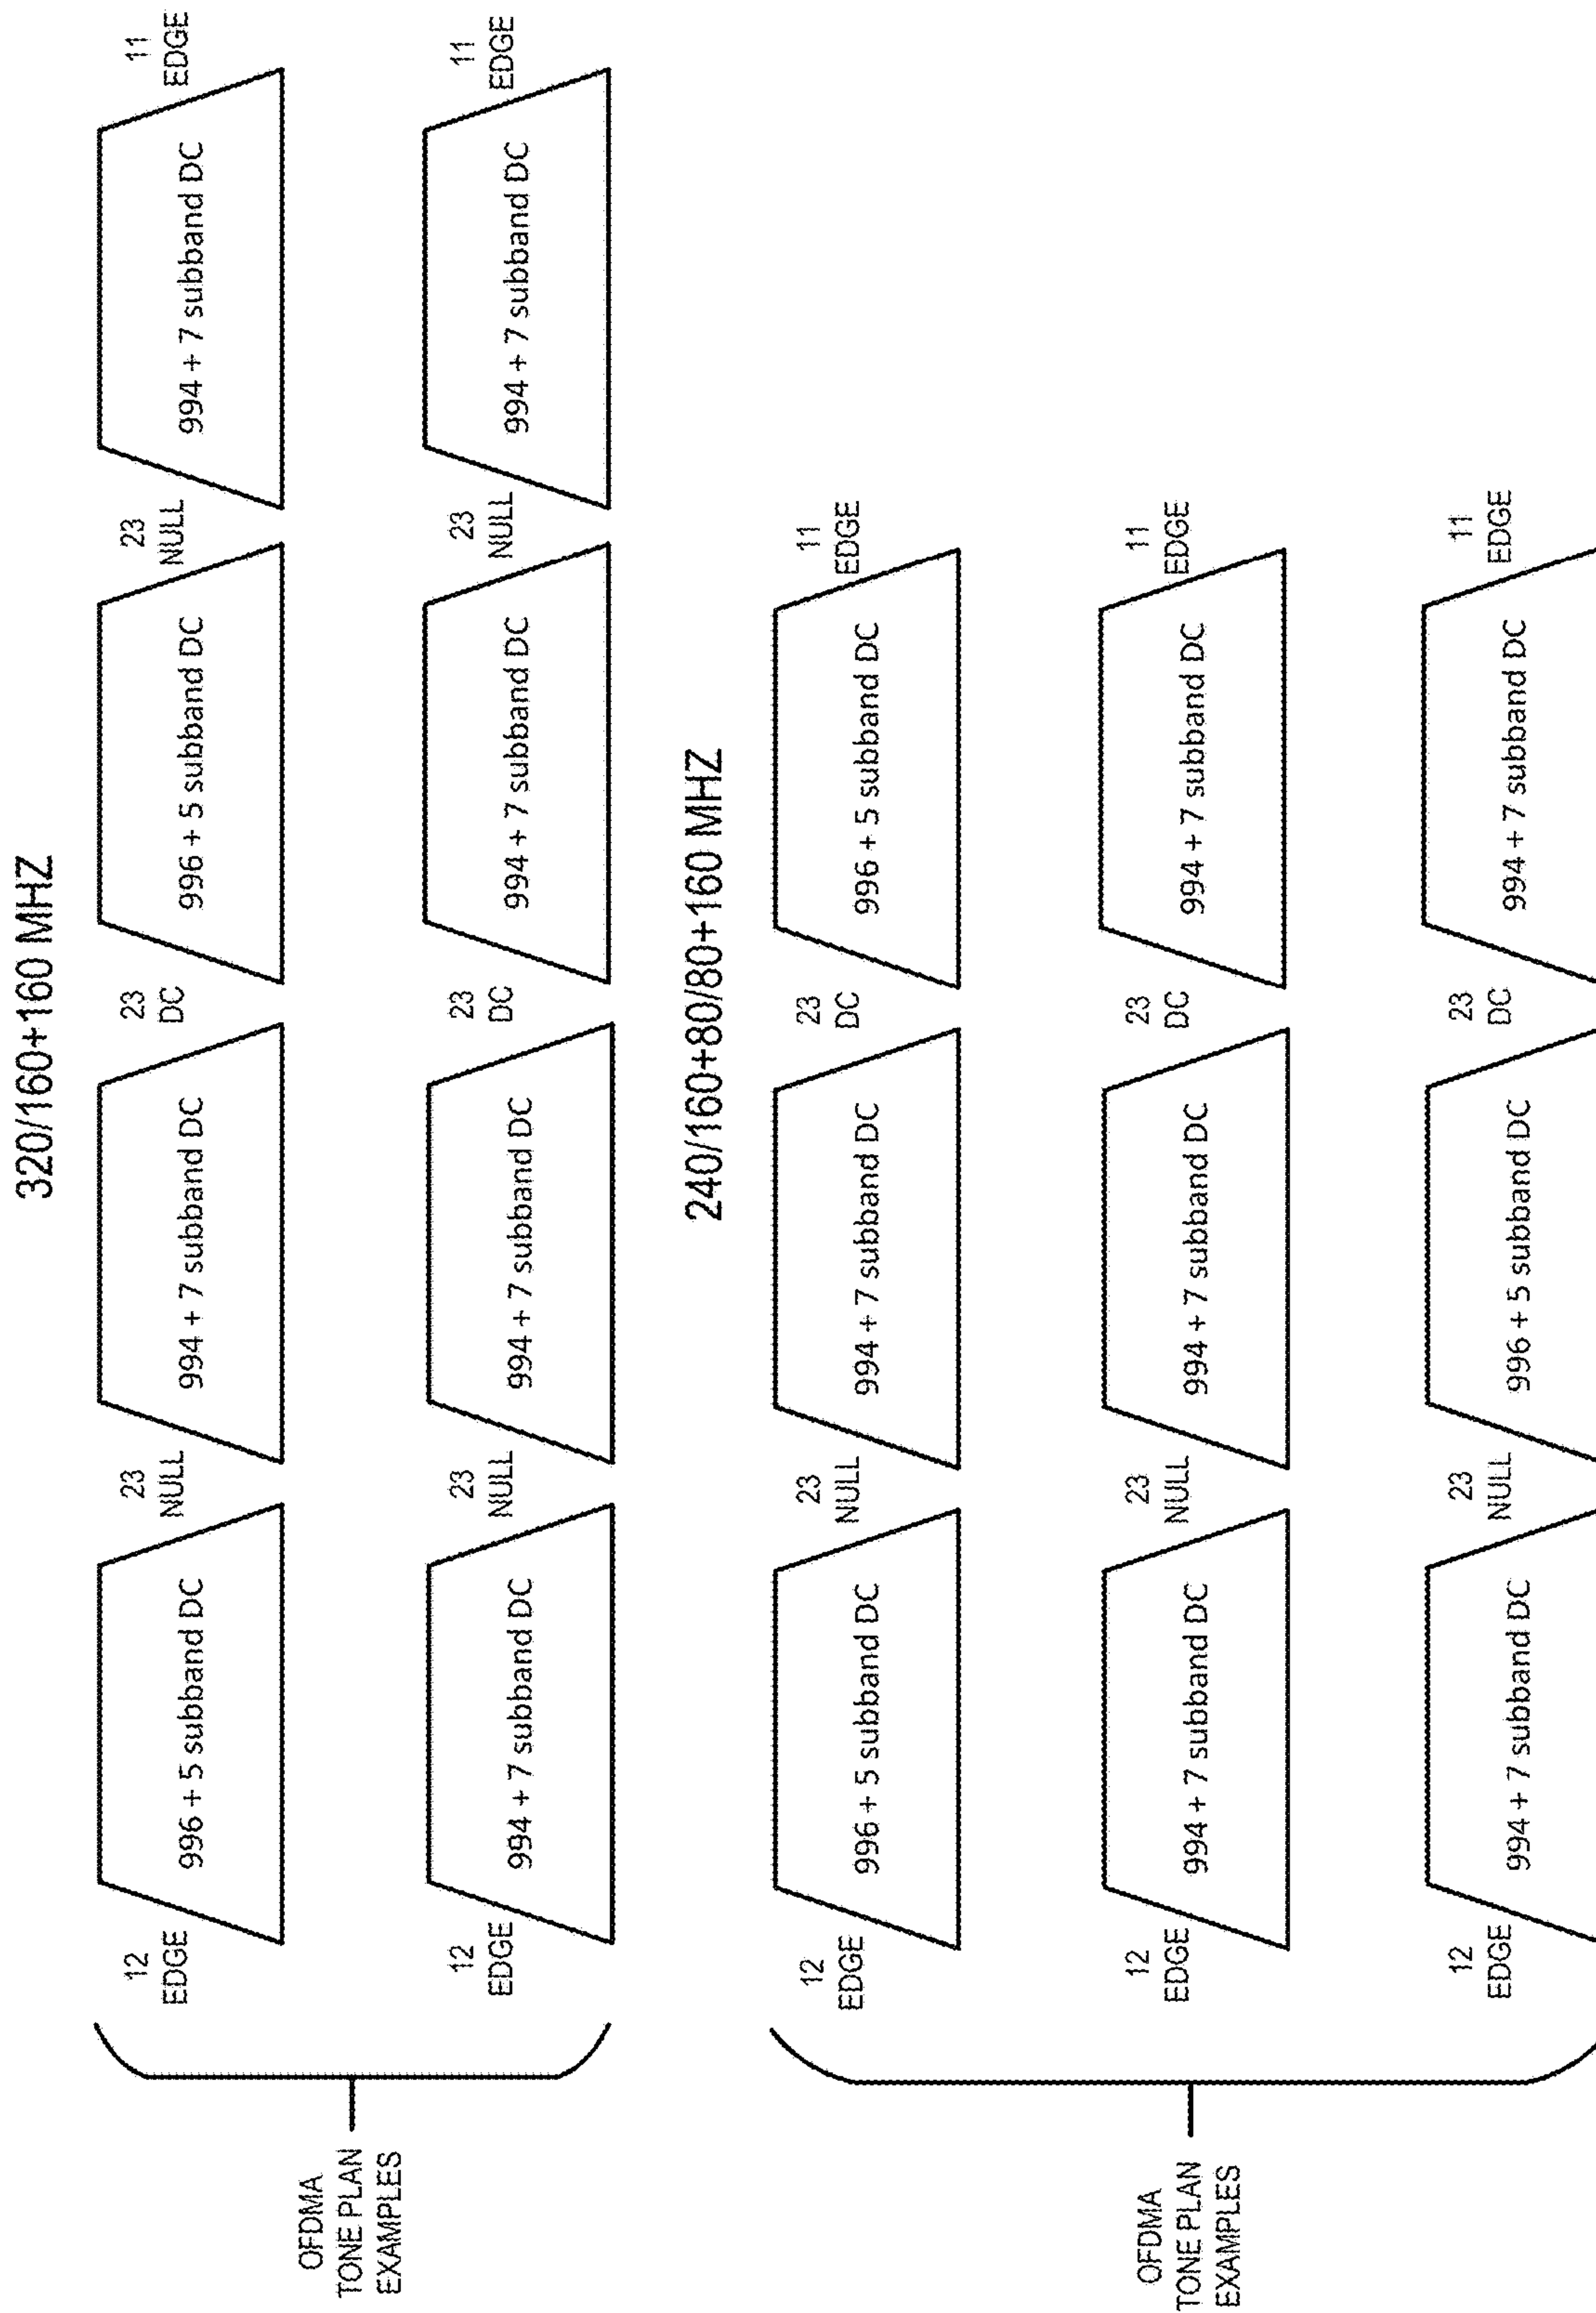 320/160+160 MHZ
OFDMA
TONE PLAN
EXAMPLES
12
EDGE
996 + 5 subband DC
23
NULL
994 + 7 subband DC
23
DC
996 + 5 subband DC
23
NULL
994 + 7 subband DC
11
EDGE
12
EDGE
994 + 7 subband DC
23
NULL
994 + 7 subband DC
23
DC
994 + 7 subband DC
23
NULL
994 + 7 subband DC
11
EDGE
240/160+80/80+160 MHZ
OFDMA
TONE PLAN
EXAMPLES
12
EDGE
996 + 5 subband DC
23
NULL
994 + 7 subband DC
23
DC
996 + 5 subband DC
11
EDGE
12
EDGE
994 + 7 subband DC
23
NULL
994 + 7 subband DC
23
DC
994 + 7 subband DC
11
EDGE
12
EDGE
994 + 7 subband DC
23
NULL
996 + 5 subband DC
23
DC
994 + 7 subband DC
11
EDGE